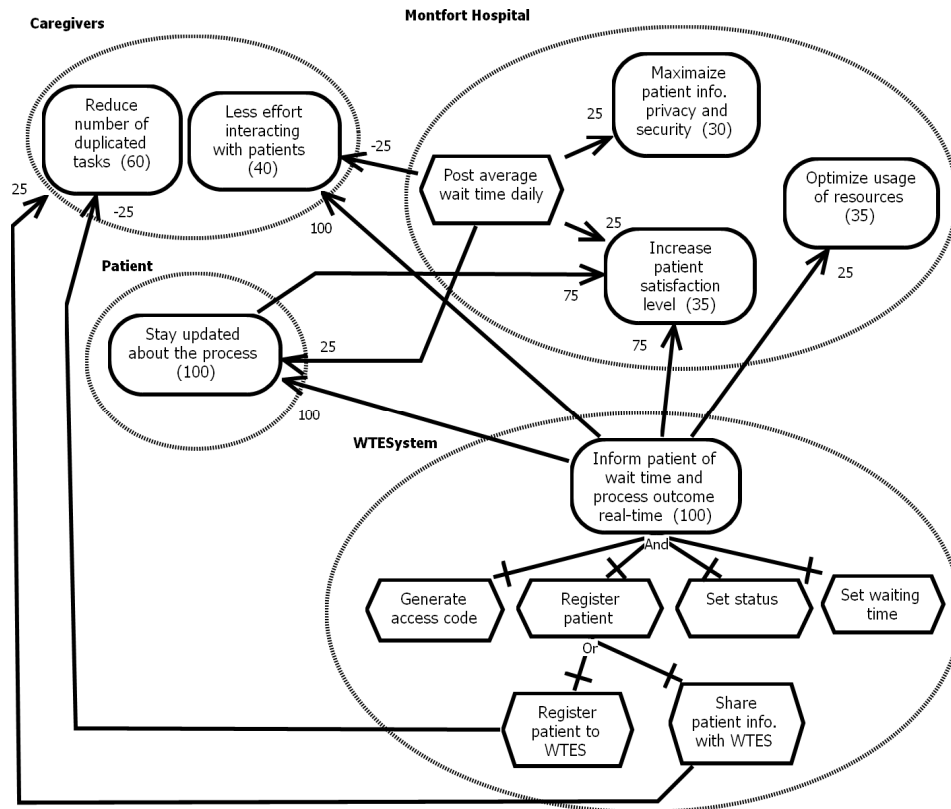 Montfort Hospital
Caregivers
Maximaize
patient info.
privacy and
security (30)
Reduce
number of
duplicated
tasks (60)
Less effort
interacting
with patients
(40)
25
-25
Post average
wait time daily
Optimize usage
of resources
(35)
25
-25
100
25
Increase
patient
satisfaction
level (35)
25
Patient
75
Stay updated
about the process
(100)
25
75
100
WTESystem
Inform patient of
wait time and
process outcome
real-time (100)
And
Generate
access code
Register
patient
Set status
Set waiting
time
Or
Register
patient to
WTES
Share
patient info.
with WTES